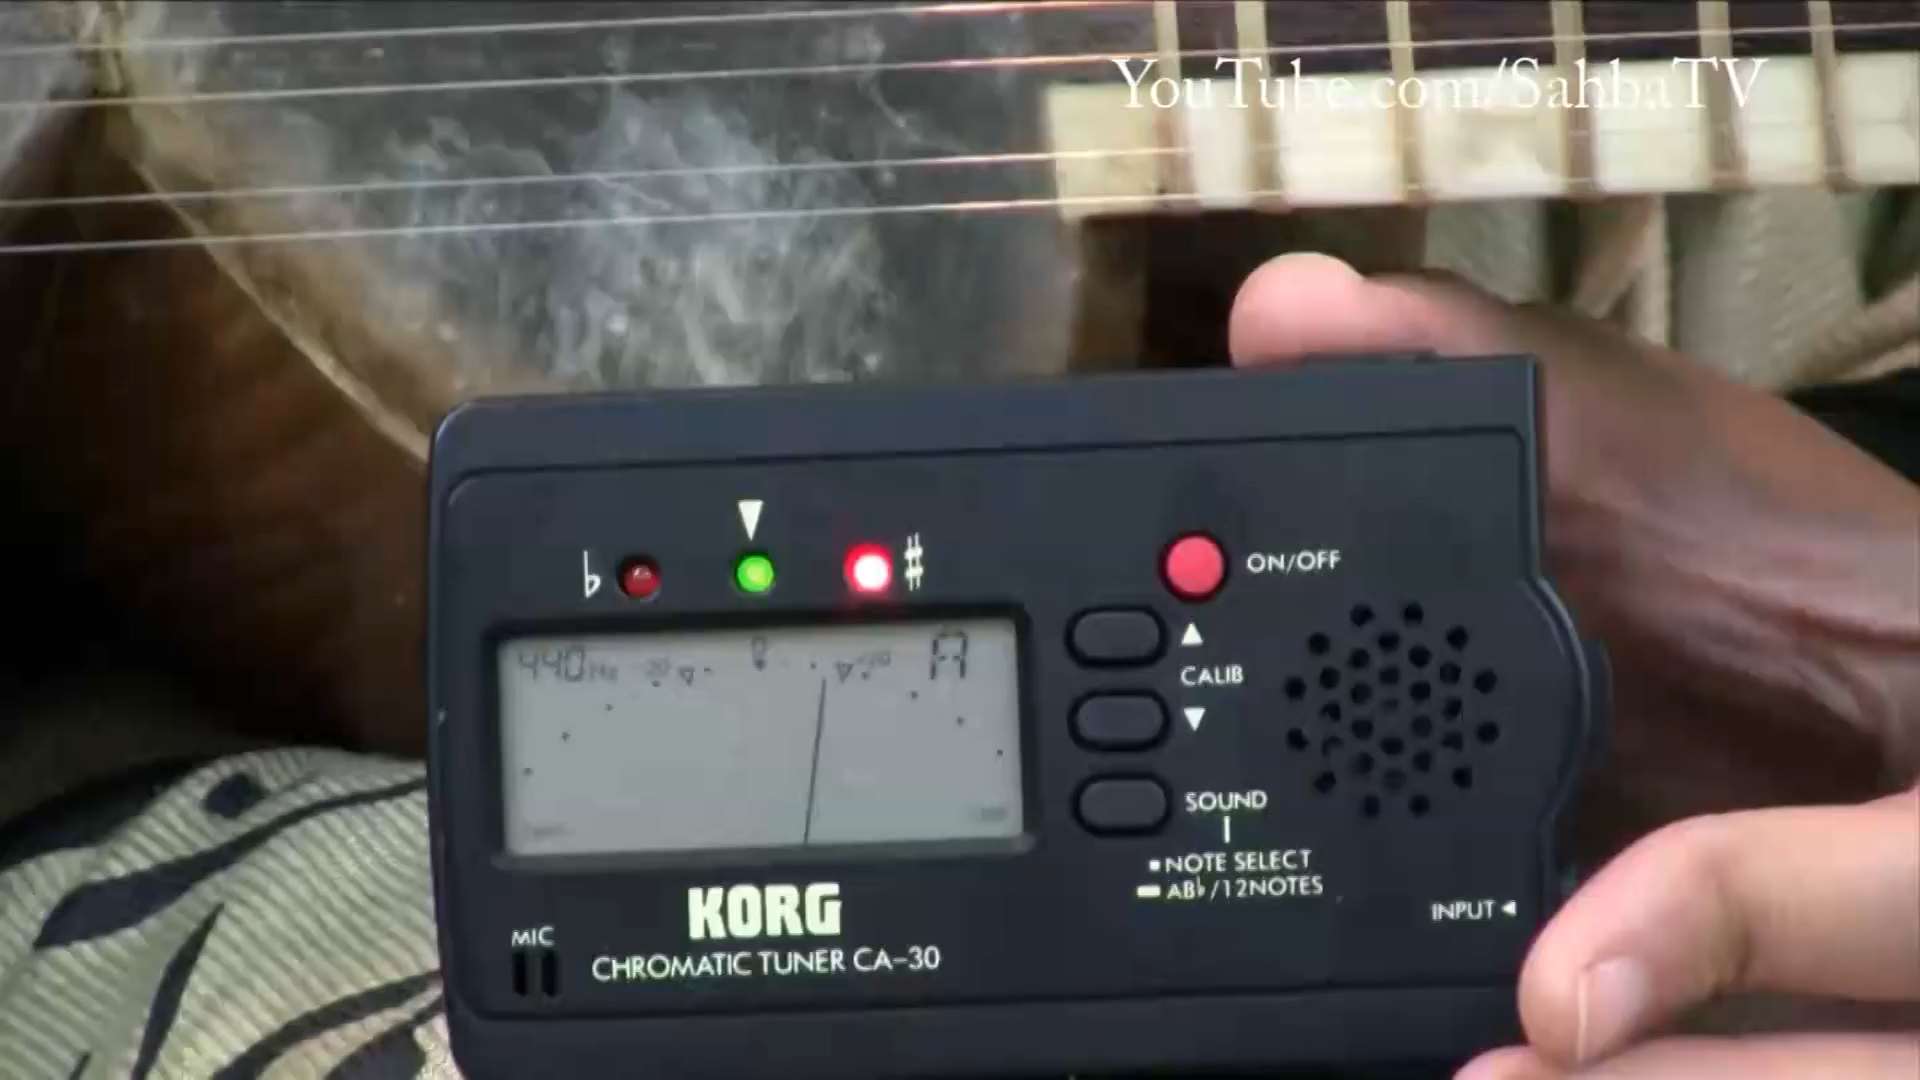 YouTube.com/SahbaTV
♭ ♯
ON/OFF
440Hz A
CALIB
SOUND
NOTE SELECT
AB♭/12NOTES
INPUT
KORG
MIC
CHROMATIC TUNER CA-30